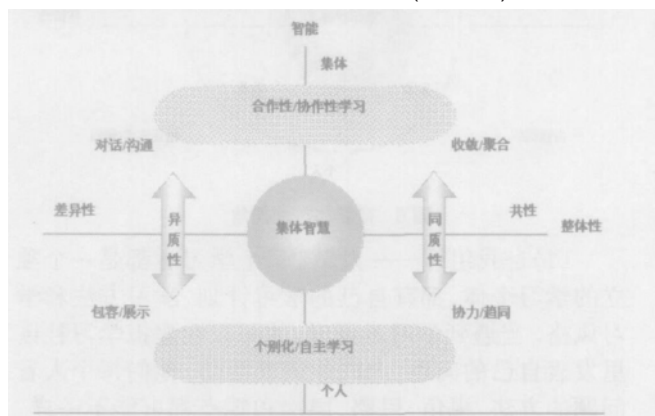 智能
集体
合作性/协作性学习
对话/沟通
收敛/聚合
差异性
异质性
集体智慧
同质性
共性
整体性
包容/展示
协力/趋同
个别化/自主学习
个人